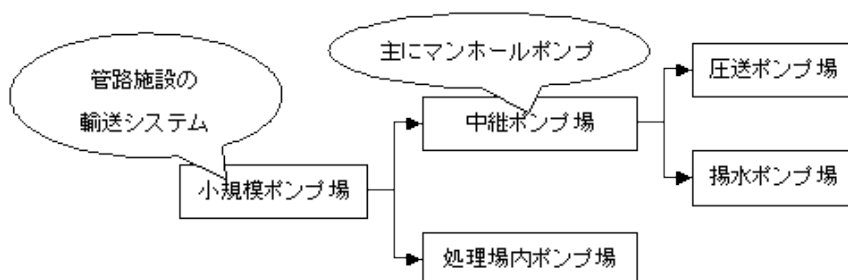 管路施設の
輸送システム
主にマンホールポンプ
小規模ポンプ場
中継ポンプ場
処理場内ポンプ場
圧送ポンプ場
揚水ポンプ場